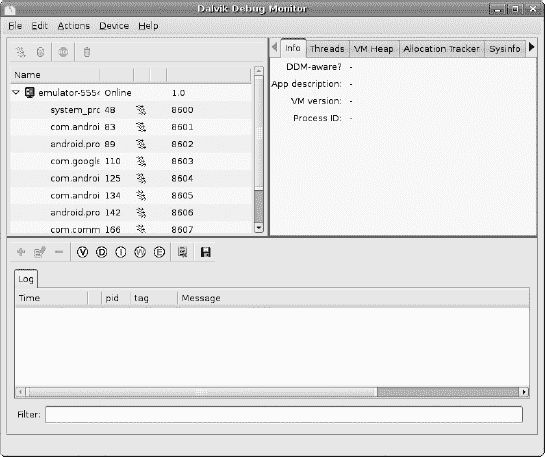 Dalvik Debug Monitor
File Edit Actions Device Help
Name
emulator-5554 Online 1.0
system_pro 48 8600
com.androi 83 8601
android.pro 89 8602
com.google 110 8603
com.androi 125 8604
com.androi 134 8605
android.pro 142 8606
com.comm 166 8607
Info Threads VM Heap Allocation Tracker Sysinfo
DDM-aware? -
App description: -
VM version: -
Process ID: -
V D I W E
Log
Time pid tag Message
Filter: